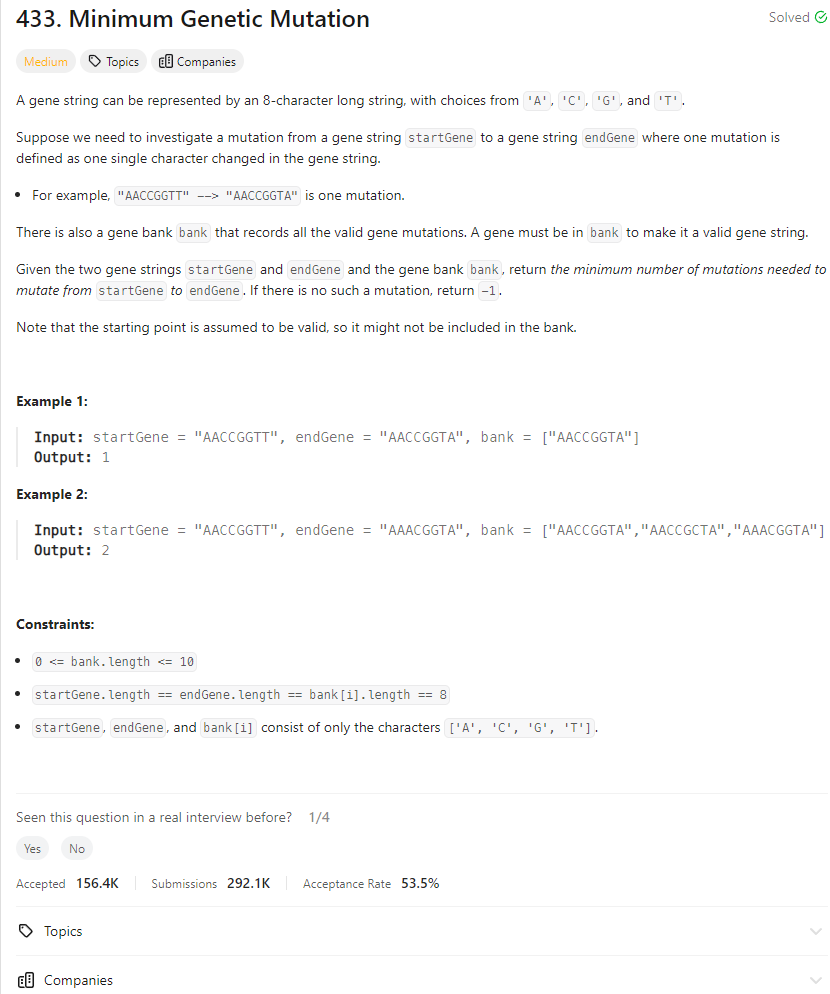 433. Minimum Genetic Mutation
Solved
Medium
Topics
Companies
A gene string can be represented by an 8-character long string, with choices from 'A', 'C', 'G', and 'T'.
Suppose we need to investigate a mutation from a gene string startGene to a gene string endGene where one mutation is
defined as one single character changed in the gene string.
• For example, "AACCGGTT" --> "AACCGGTA" is one mutation.
There is also a gene bank bank that records all the valid gene mutations. A gene must be in bank to make it a valid gene string.
Given the two gene strings startGene and endGene and the gene bank bank, return the minimum number of mutations needed to
mutate from startGene to endGene. If there is no such a mutation, return -1.
Note that the starting point is assumed to be valid, so it might not be included in the bank.
Example 1:
Input: startGene = "AACCGGTT", endGene = "AACCGGTA", bank = ["AACCGGTA"]
Output: 1
Example 2:
Input: startGene = "AACCGGTT", endGene = "AAACGGTA", bank = ["AACCGGTA","AACCGCTA","AAACGGTA"]
Output: 2
Constraints:
• 0 <= bank.length <= 10
• startGene.length == endGene.length == bank[i].length == 8
• startGene, endGene, and bank[i] consist of only the characters ['A', 'C', 'G', 'T'].
Seen this question in a real interview before? 1/4
Yes No
Accepted 156.4K Submissions 292.1K Acceptance Rate 53.5%
Topics
Companies